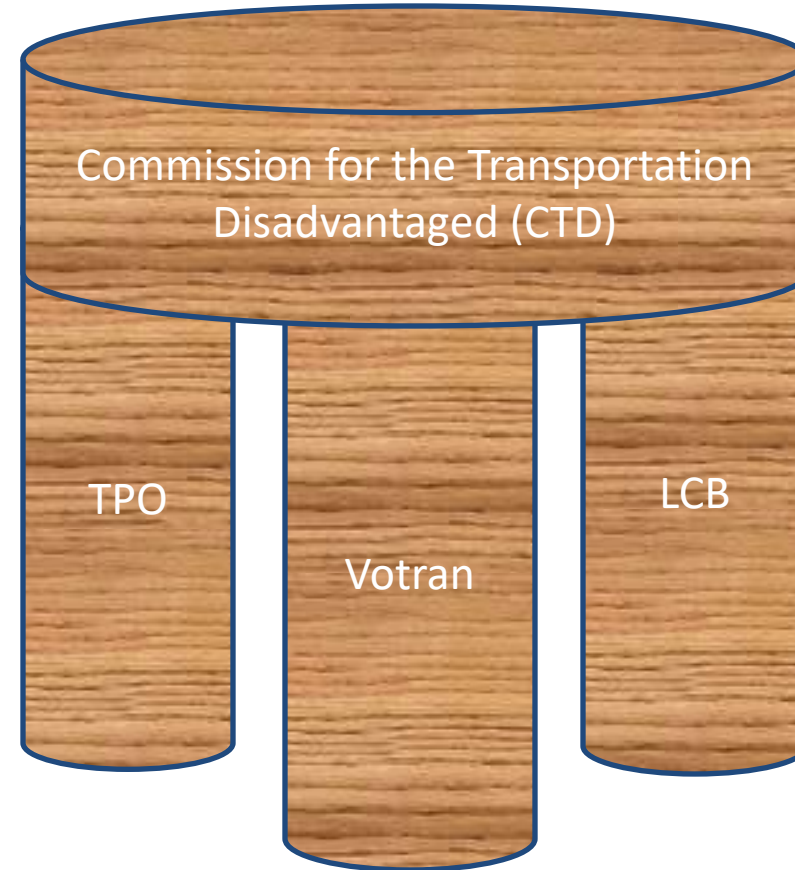 Commission for the Transportation
Disadvantaged (CTD)
TPO
Votran
LCB